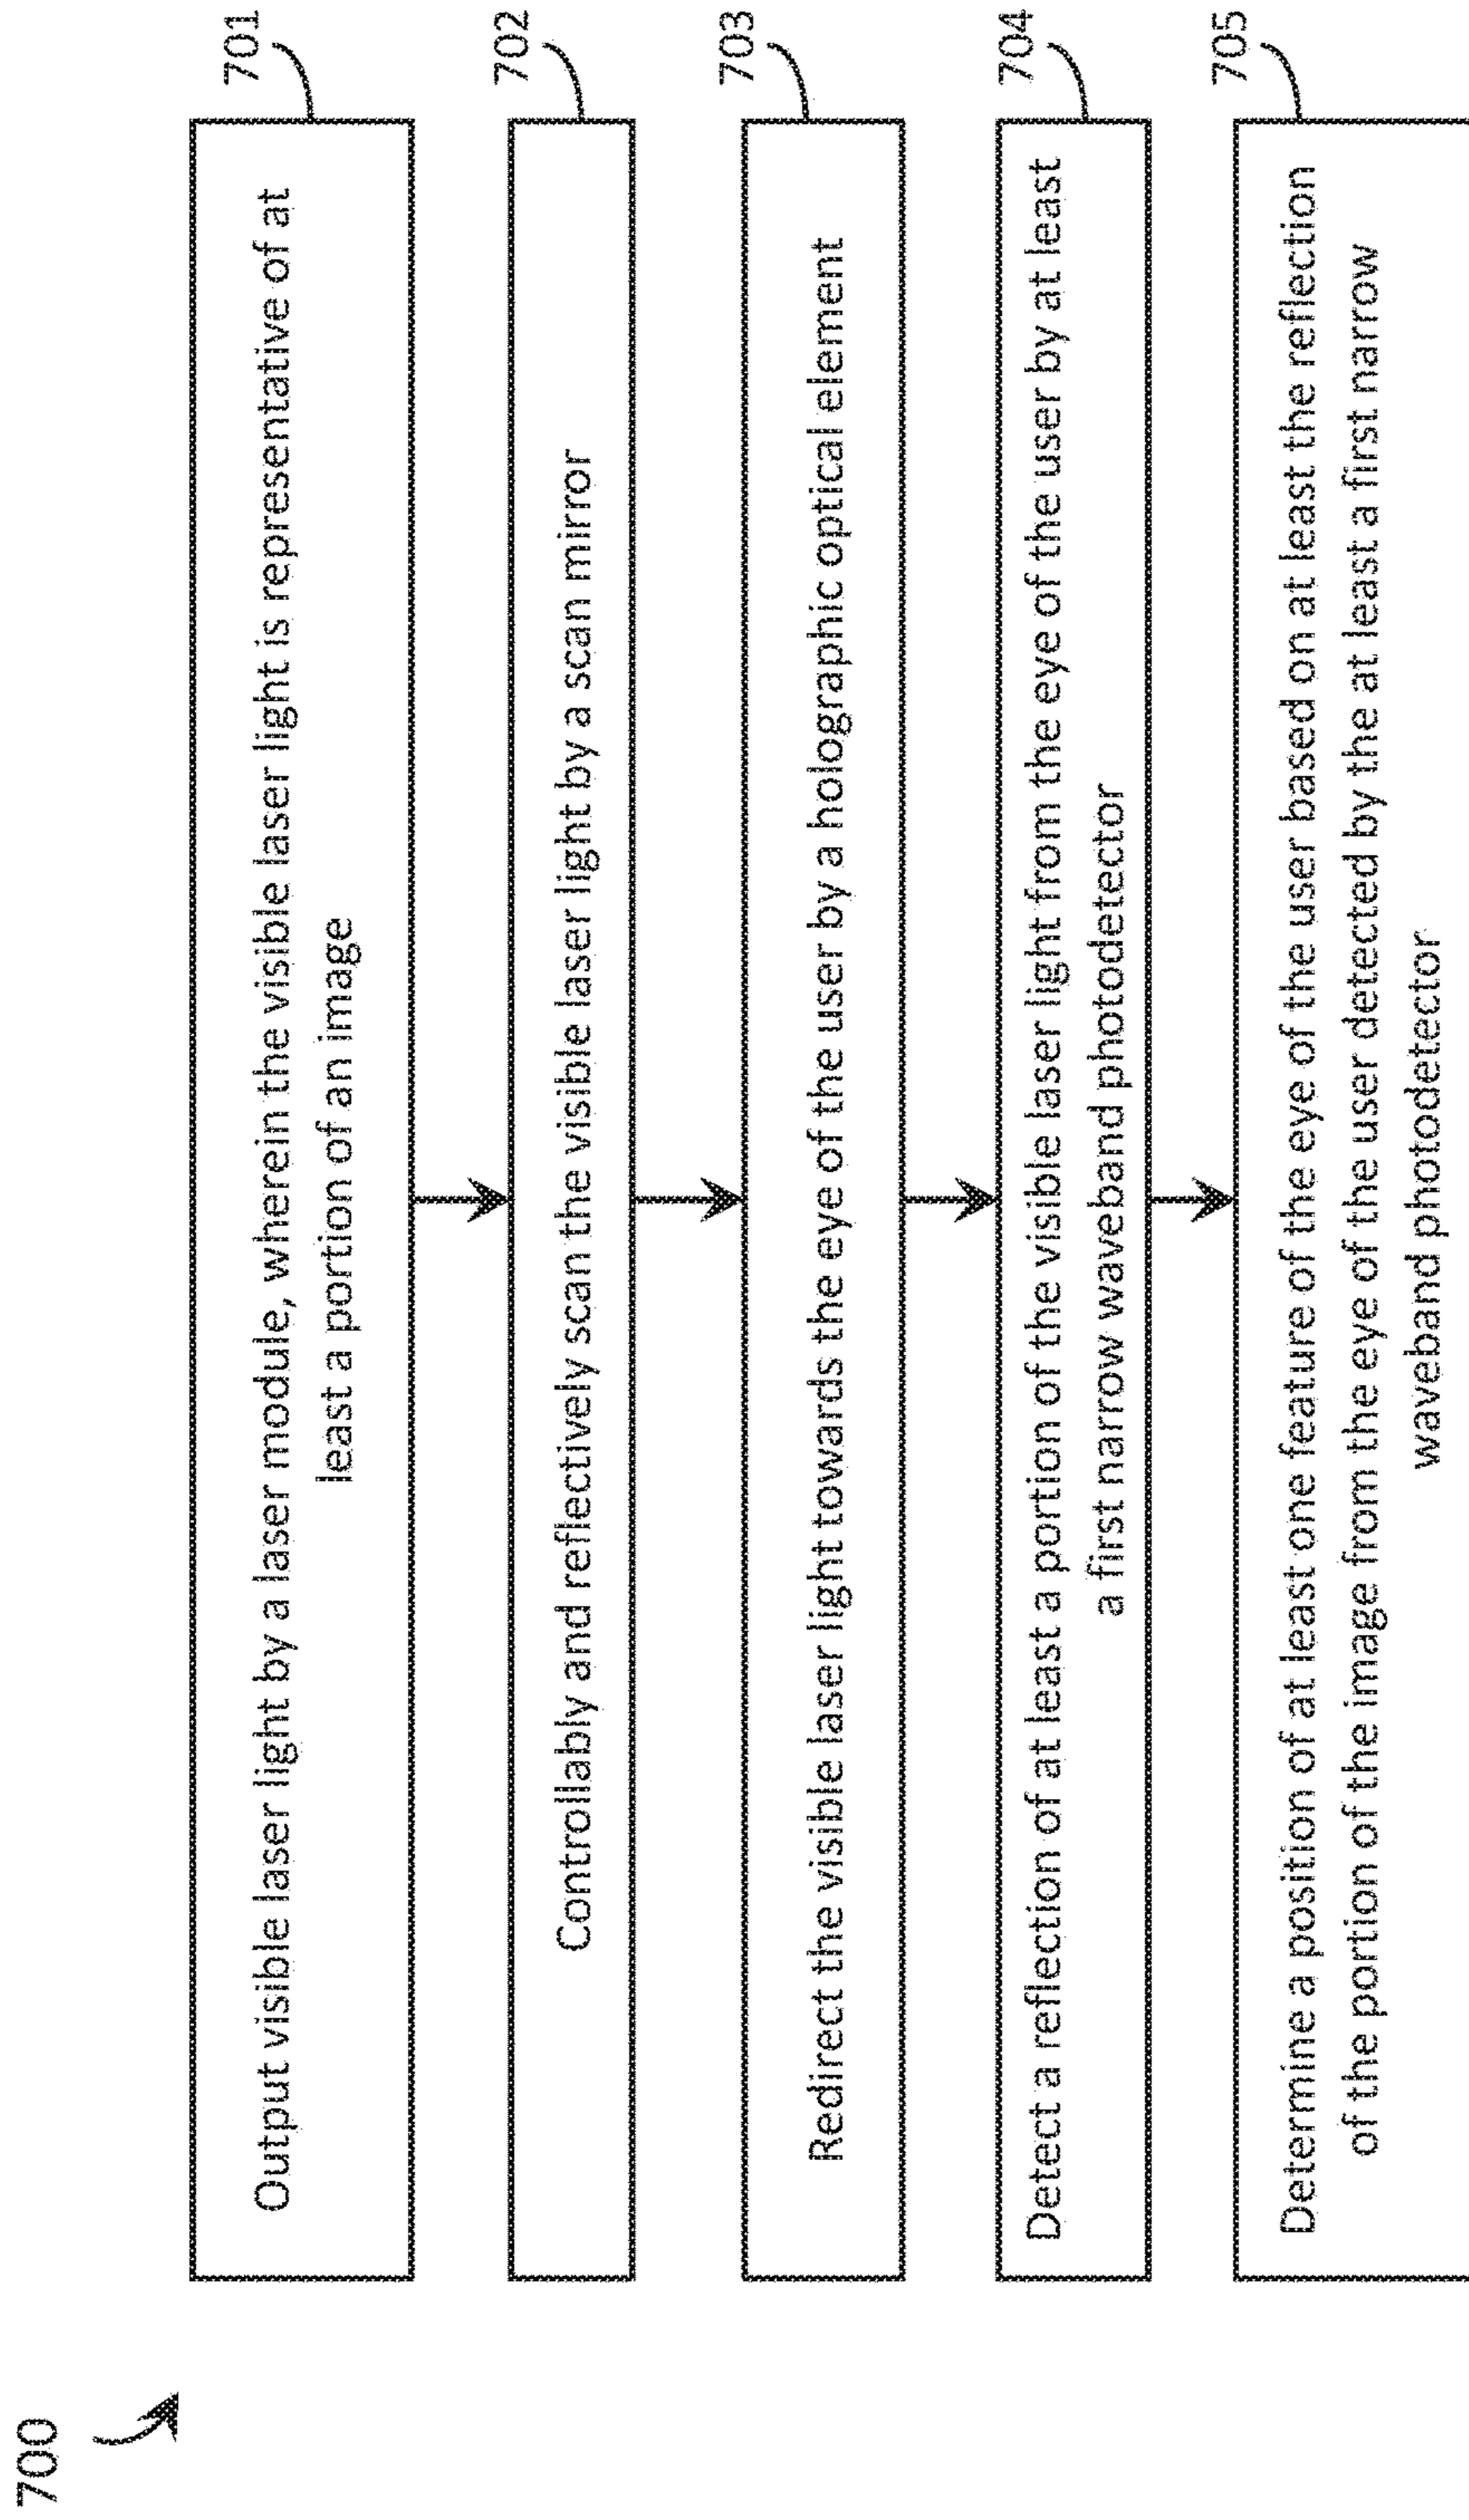 700
701
Output visible laser light by a laser module, wherein the visible laser light is representative of at
least a portion of an image
702
Controllably and reflectively scan the visible laser light by a scan mirror
703
Redirect the visible laser light towards the eye of the user by a holographic optical element
704
Detect a reflection of at least a portion of the visible laser light from the eye of the user by at least
a first narrow waveband photodetector
705
Determine a position of at least one feature of the eye of the user based on at least the reflection
of the portion of the image from the eye of the user detected by the at least a first narrow
waveband photodetector